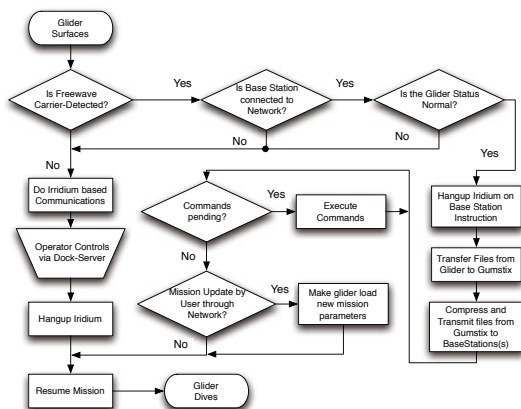 Glider
Surfaces
Is Freewave
Carrier-Detected?
Yes
Is Base Station
connected to
Network?
Yes
Is the Glider Status
Normal?
No
No
No
Yes
Do Irridium based
Communications
Commands
pending?
Yes
Execute
Commands
Hangup Iridium on
Base Station
Instruction
Operator Controls
via Dock-Server
No
Transfer Files from
Glider to Gumstix
Mission Update by
User through
Network?
Yes
Make glider load
new mission
parameters
Hangup Iridium
Compress and
Transmit files from
Gumstix to BaseStations(s)
No
Resume Mission
Glider
Dives